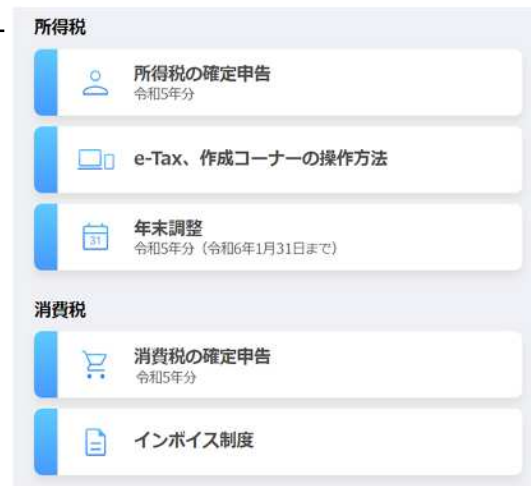 所得税
所得税の確定申告
令和5年分
e-Tax、作成コーナーの操作方法
31
年末調整
令和5年分（令和6年1月31日まで）
消費税
消費税の確定申告
令和5年分
インボイス制度